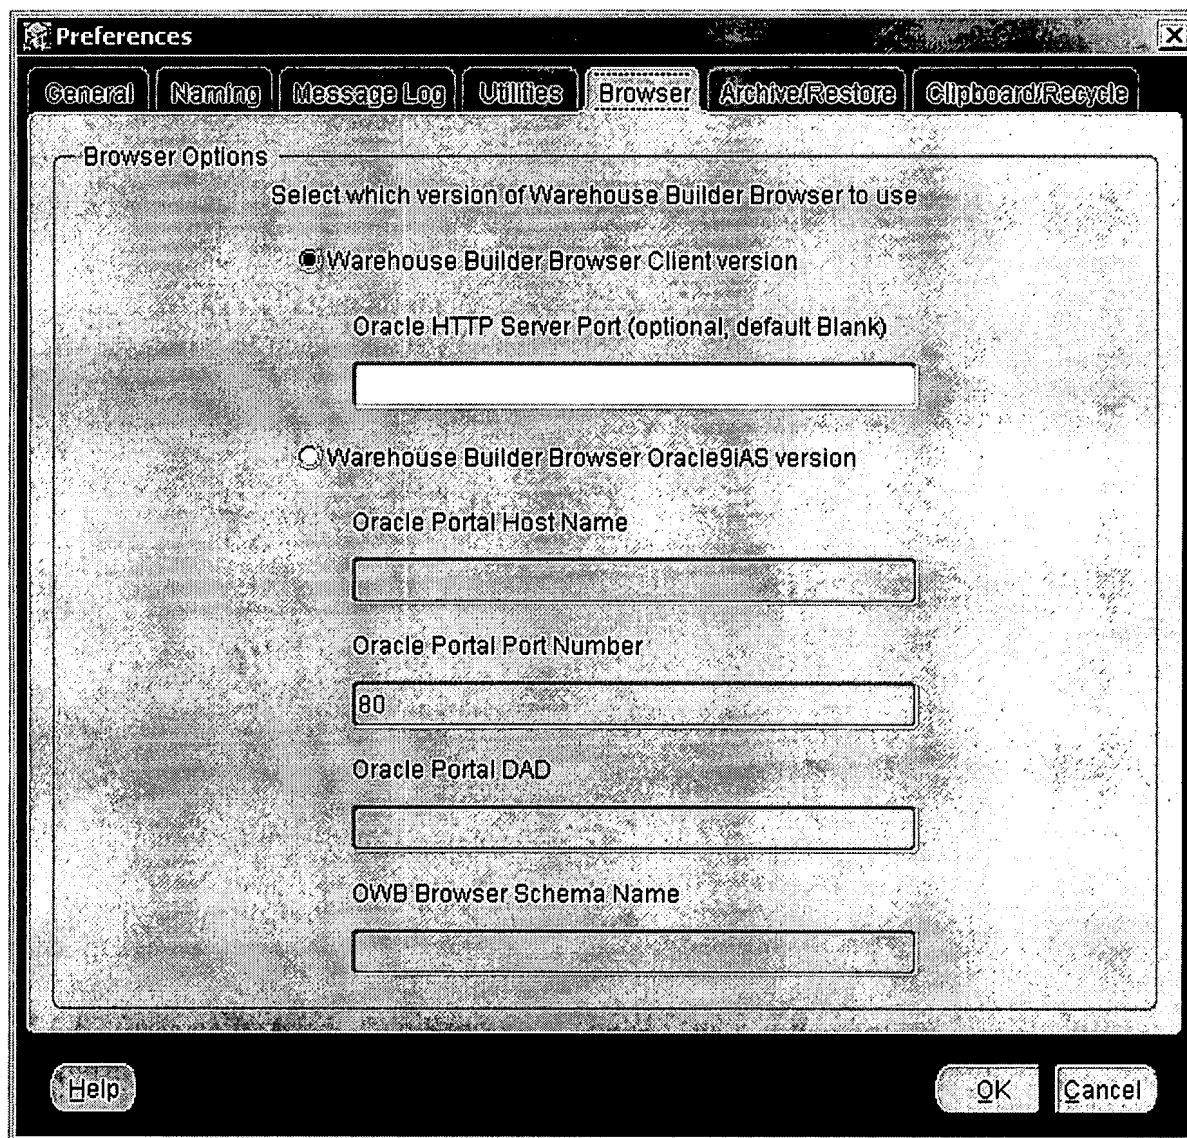 Preferences
General Naming Message Log Utilities Browser Archive/Restore Clipboard/Recycle
Browser Options
Select which version of Warehouse Builder Browser to use
Warehouse Builder Browser Client version
Oracle HTTP Server Port (optional, default Blank)
Warehouse Builder Browser Oracle9iAS version
Oracle Portal Host Name
Oracle Portal Port Number
80
Oracle Portal DAD
OWB Browser Schema Name
Help OK Cancel